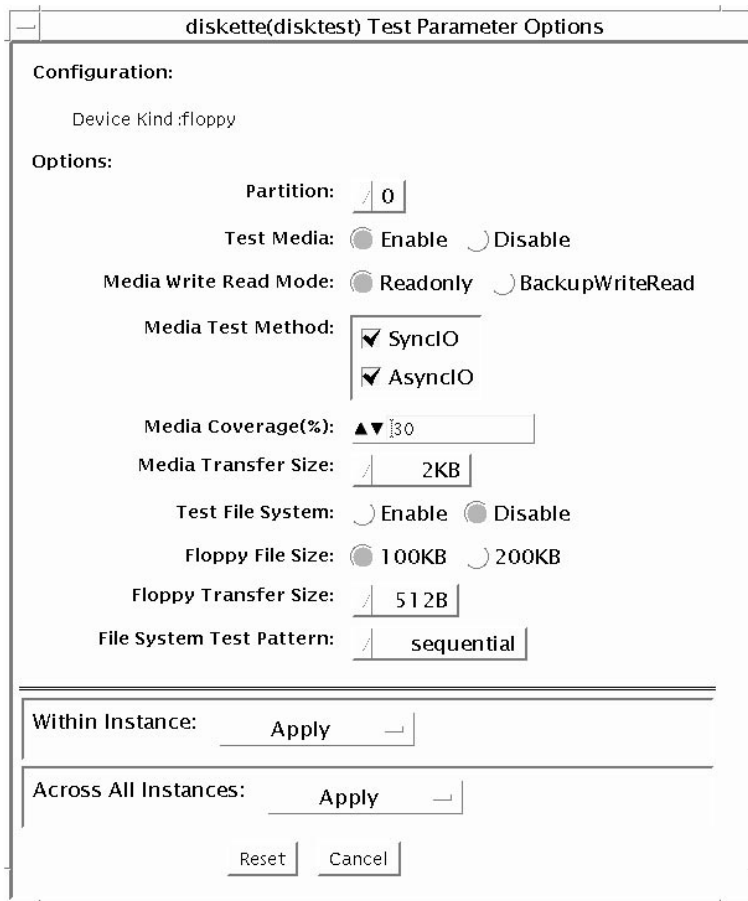 diskette(disktest) Test Parameter Options
Configuration:
Device Kind :floppy
Options:
Partition: 0
Test Media: Enable Disable
Media Write Read Mode: Readonly BackupWriteRead
Media Test Method: SyncIO
AsyncIO
Media Coverage(%): 30
Media Transfer Size: 2KB
Test File System: Enable Disable
Floppy File Size: 100KB 200KB
Floppy Transfer Size: 512B
File System Test Pattern: sequential
Within Instance: Apply
Across All Instances: Apply
Reset Cancel